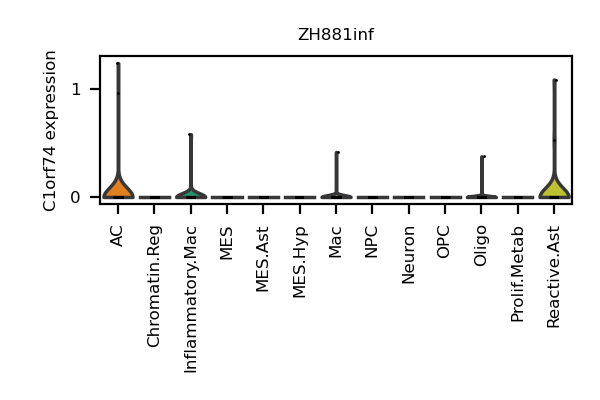 ZH881inf
C1orf74 expression
1
0
AC
Chromatin.Reg
Inflammatory.Mac
MES
MES.Ast
MES.Hyp
Mac
NPC
Neuron
OPC
Oligo
Prolif.Metab
Reactive.Ast